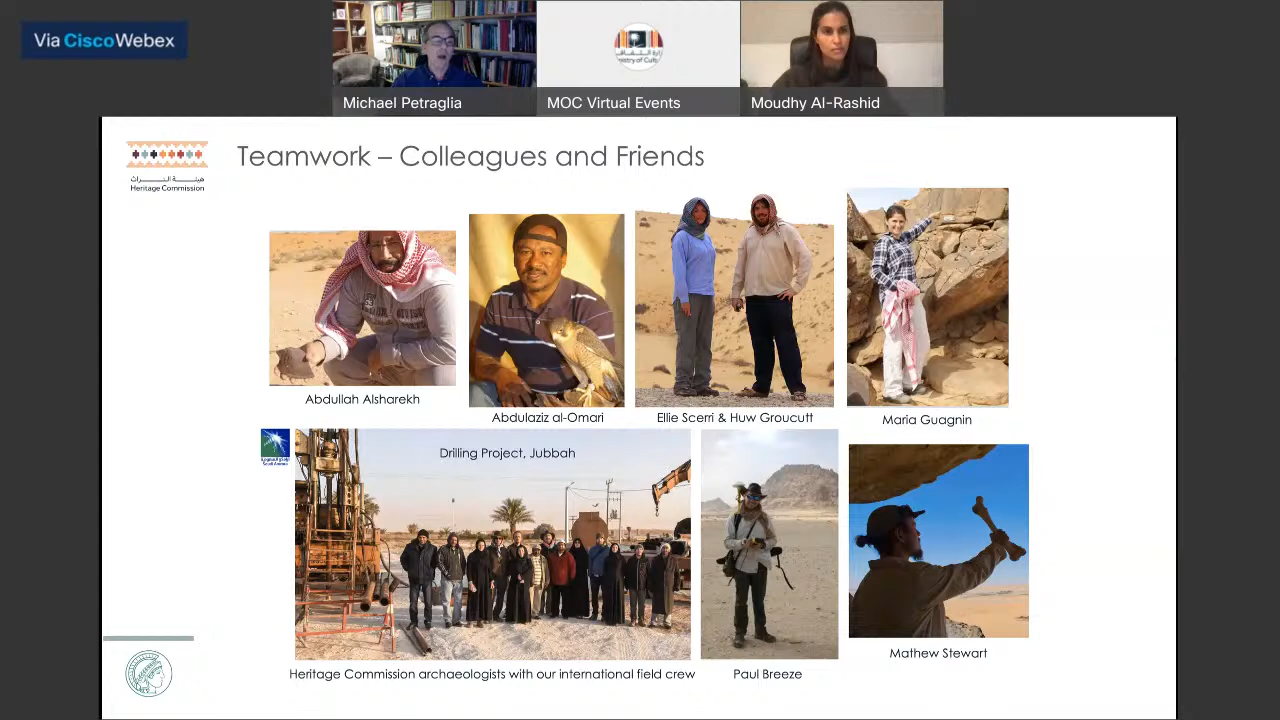 Via Cisco Webex
Michael Petraglia
MOC Virtual Events
Moudhy Al-Rashid
هيئة التراث
Heritage Commission
Teamwork – Colleagues and Friends
Abdullah Alsharekh
Abdulaziz al-Omari
Ellie Scerri & Huw Groucutt
Maria Guagnin
Drilling Project, Jubbah
Heritage Commission archaeologists with our international field crew
Paul Breeze
Mathew Stewart